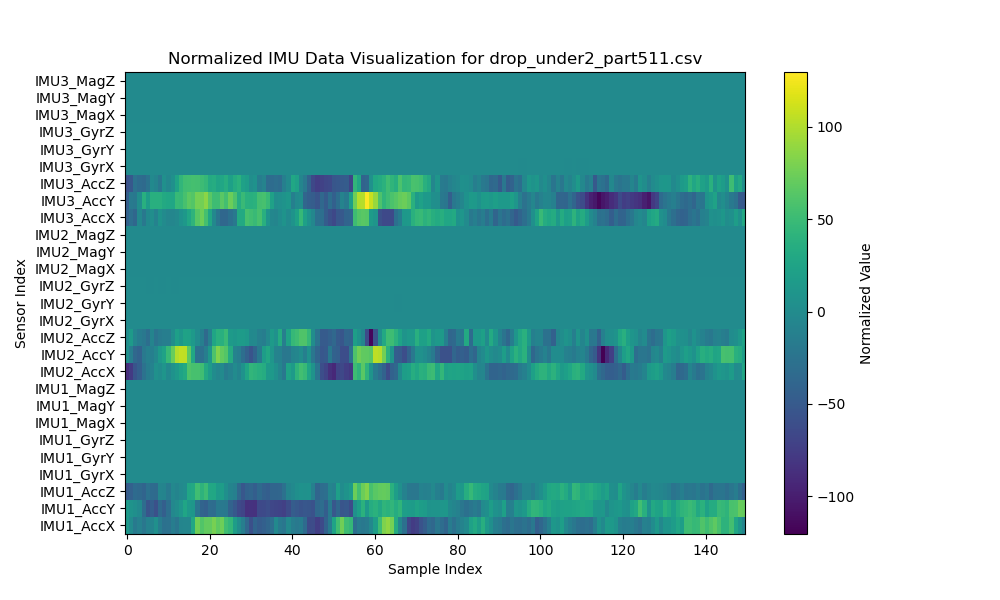 Normalized IMU Data Visualization for drop_under2_part511.csv
IMU3_MagZ
IMU3_MagY
IMU3_MagX
IMU3_GyrZ
IMU3_GyrY
IMU3_GyrX
IMU3_AccZ
IMU3_AccY
IMU3_AccX
IMU2_MagZ
IMU2_MagY
IMU2_MagX
IMU2_GyrZ
IMU2_GyrY
IMU2_GyrX
IMU2_AccZ
IMU2_AccY
IMU2_AccX
IMU1_MagZ
IMU1_MagY
IMU1_MagX
IMU1_GyrZ
IMU1_GyrY
IMU1_GyrX
IMU1_AccZ
IMU1_AccY
IMU1_AccX
Sensor Index
0 20 40 60 80 100 120 140
Sample Index
100
50
0
−50
−100
Normalized Value